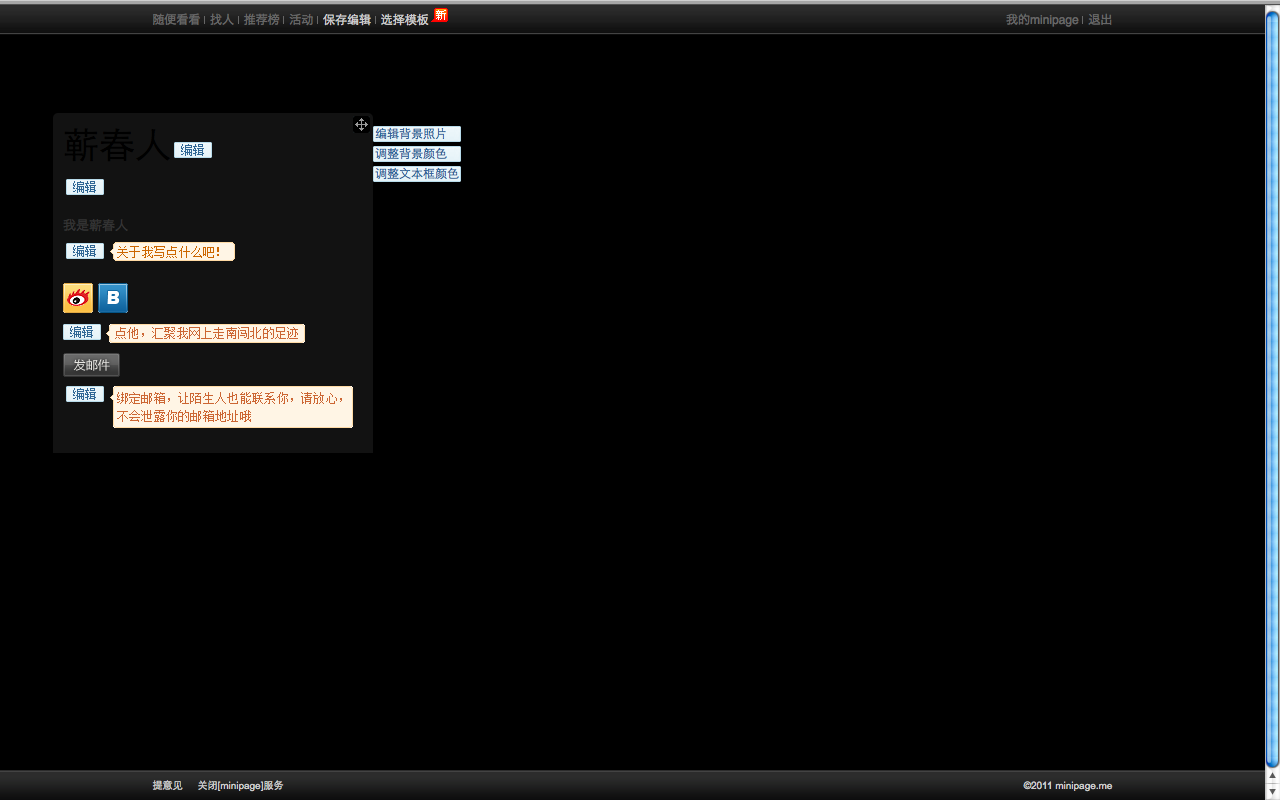 随便看看 | 找人 | 推荐榜 | 活动 | 保存编辑 | 选择模板 新
我的minipage | 退出
蕲春人 编辑
编辑背景照片
调整背景颜色
调整文本框颜色
编辑
我是蕲春人
编辑 关于我写点什么吧!
B
编辑 点他，汇聚我网上走南闯北的足迹
发邮件
编辑 绑定邮箱，让陌生人也能联系你，请放心，
不会泄露你的邮箱地址哦
提意见 关闭[minipage]服务
©2011 minipage.me